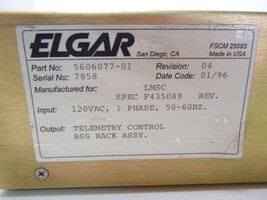 ELGAR
San Diego, CA
FSCM 25965
Made in USA
Part No: 5606077-01 Revision: 04
Serial No: 7858 Date Code: 01/96
Manufactured for: LMSC
SPEC F435089 REV.
Input: 120VAC, 1 PHASE, 50-60HZ.
Output: TELEMETRY CONTROL
BSS RACK ASSY.